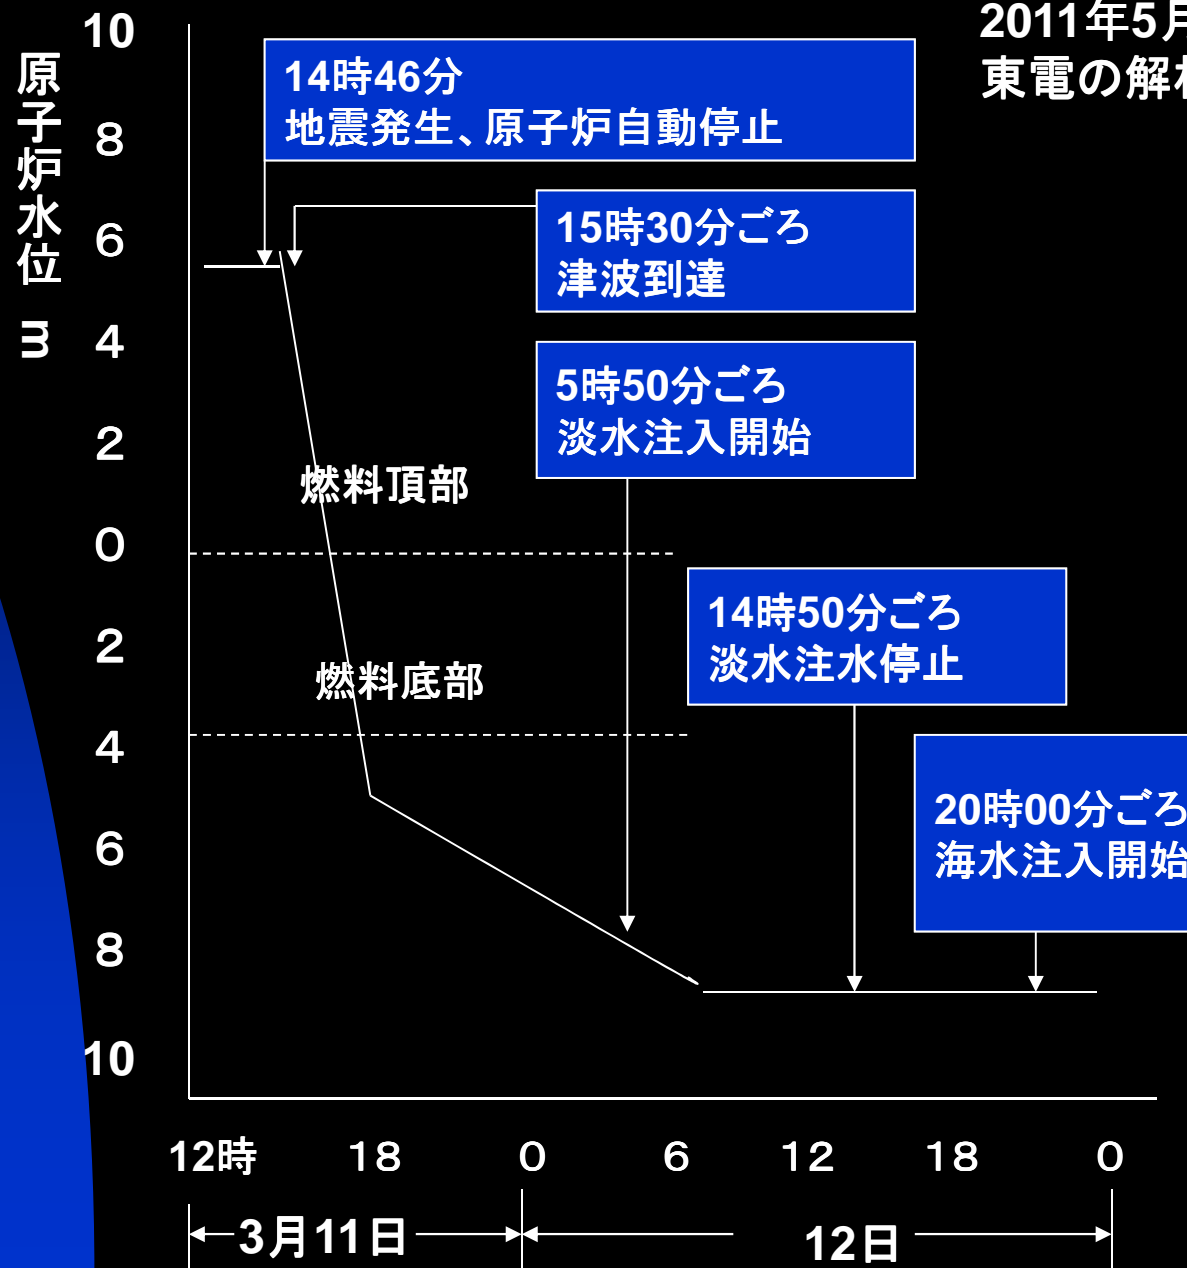 2011年5月
東電の解
原子炉水位 m
10
8
6
4
2
0
2
4
6
8
10
14時46分
地震発生、原子炉自動停止
15時30分ごろ
津波到達
5時50分ごろ
淡水注入開始
燃料頂部
14時50分ごろ
淡水注水停止
燃料底部
20時00分ごろ
海水注入開始
12時 18 0 6 12 18 0
3月11日 12日